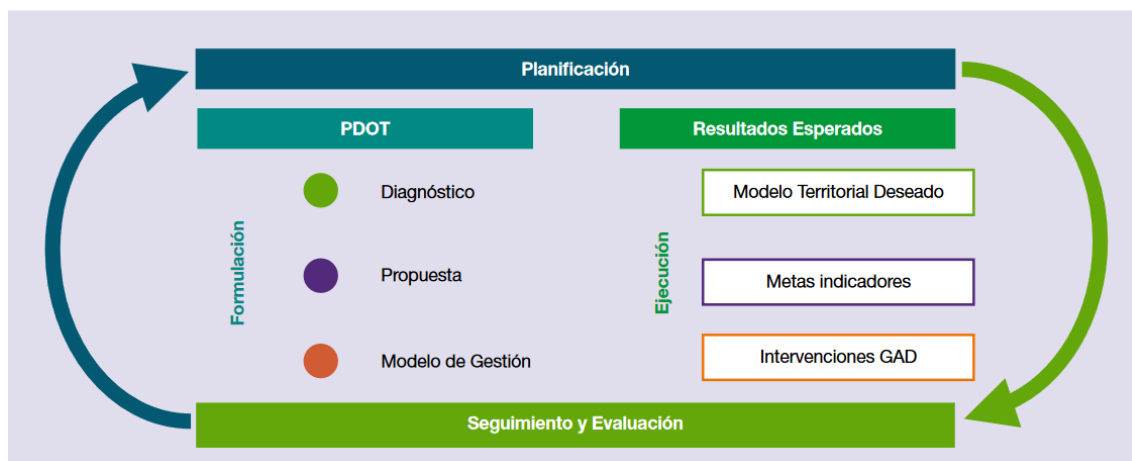 Planificación
PDOT
Resultados Esperados
Formulación
Diagnóstico
Propuesta
Modelo de Gestión
Ejecución
Modelo Territorial Deseado
Metas indicadores
Intervenciones GAD
Seguimiento y Evaluación